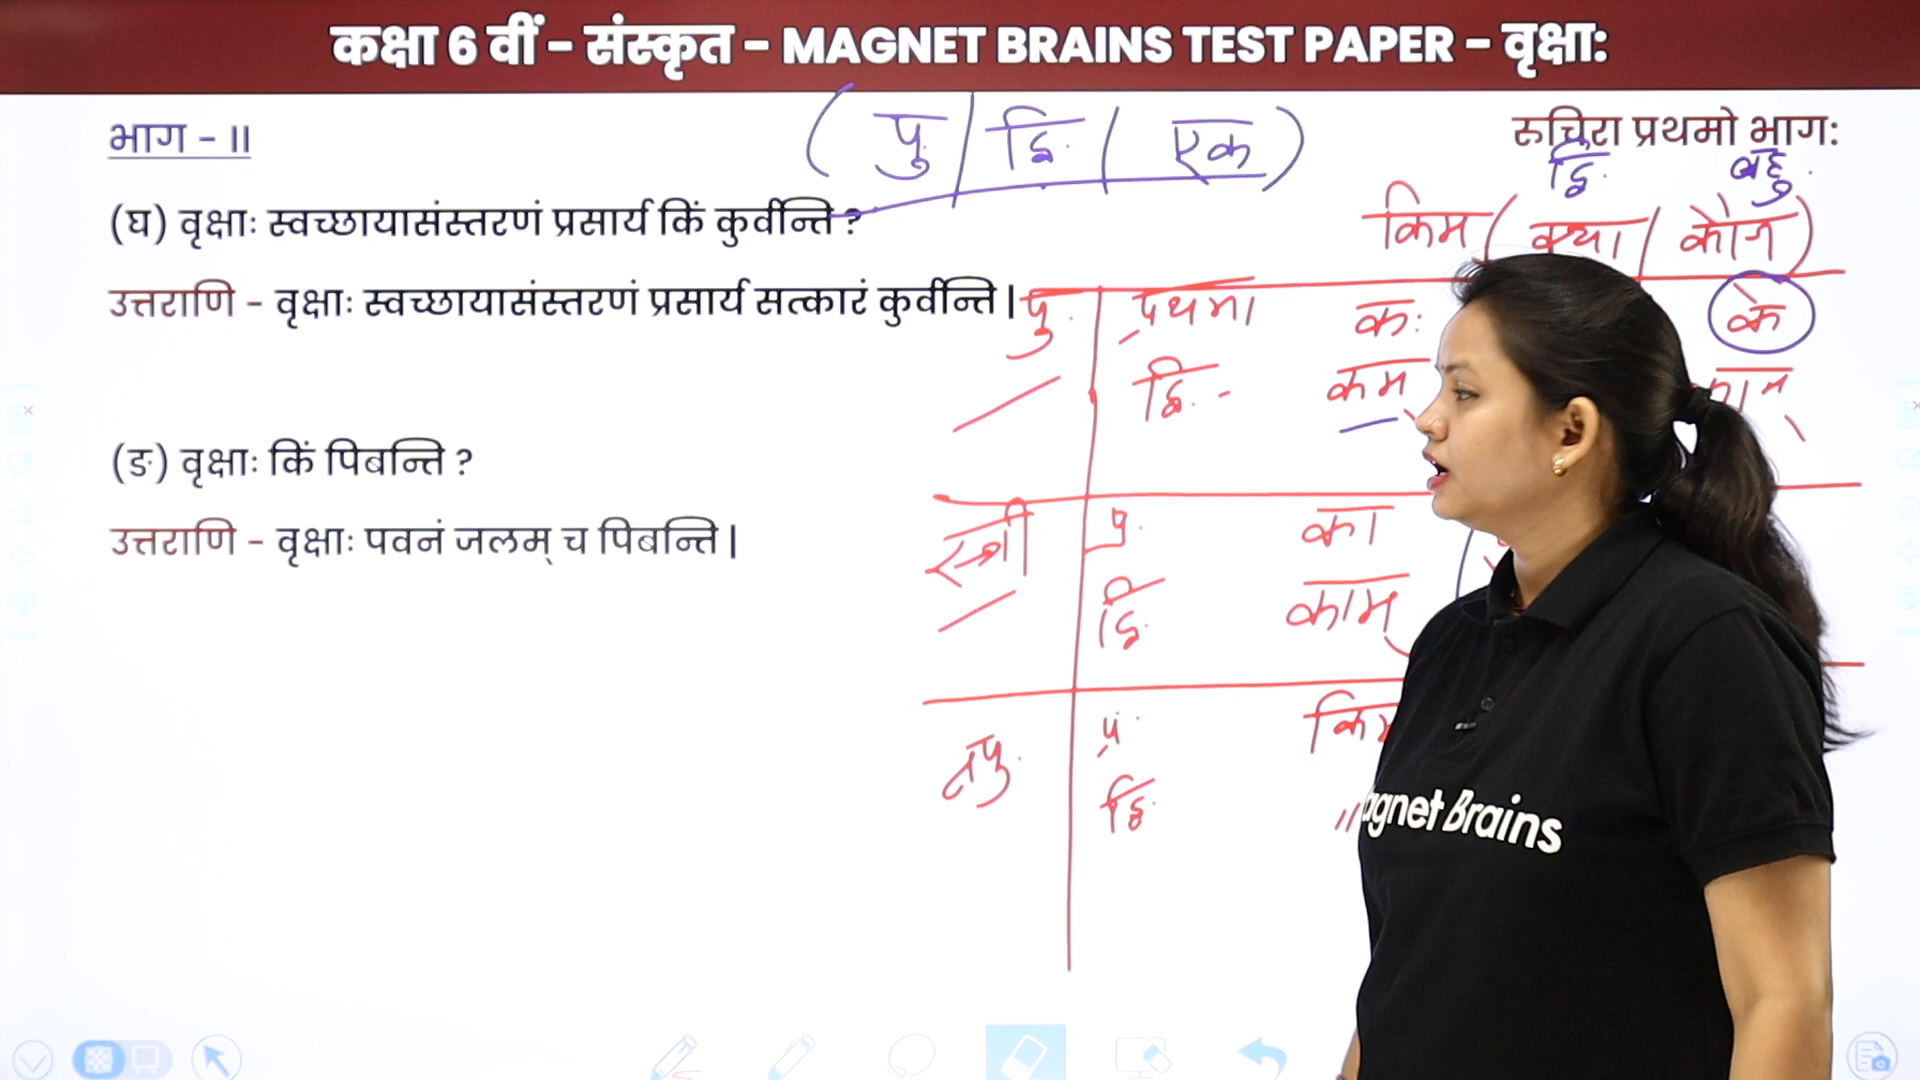 कक्षा 6 वीं - संस्कृत - MAGNET BRAINS TEST PAPER - वृक्षाः
भाग - II
( पु. | द्वि. | एक )
रुचिरा प्रथमो भागः
द्वि. बहु.
(घ) वृक्षाः स्वच्छायासंस्तरणं प्रसार्य किं कुर्वन्ति ?
किम ( क्या / कौन )
उत्तराणि - वृक्षाः स्वच्छायासंस्तरणं प्रसार्य सत्कारं कुर्वन्ति |
पु. प्रथमा कः के
द्वि. - कम्
(ङ) वृक्षाः किं पिबन्ति ?
उत्तराणि - वृक्षाः पवनं जलम् च पिबन्ति |
स्त्री प्र. का
द्वि. काम्
नपु. प्र.
द्वि. "
agnet Brains